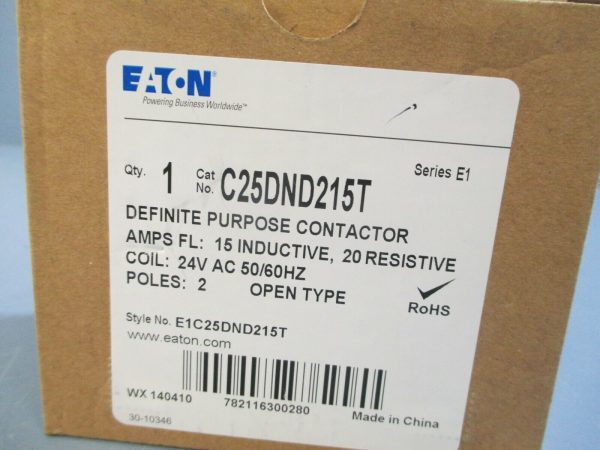 EATON
Powering Business Worldwide™
Qty. 1 Cat No. C25DND215T Series E1
DEFINITE PURPOSE CONTACTOR
AMPS FL: 15 INDUCTIVE, 20 RESISTIVE
COIL: 24V AC 50/60HZ
POLES: 2 OPEN TYPE
RoHS
Style No. E1C25DND215T
www.eaton.com
WX 140410 782116300280 Made in China
30-10346